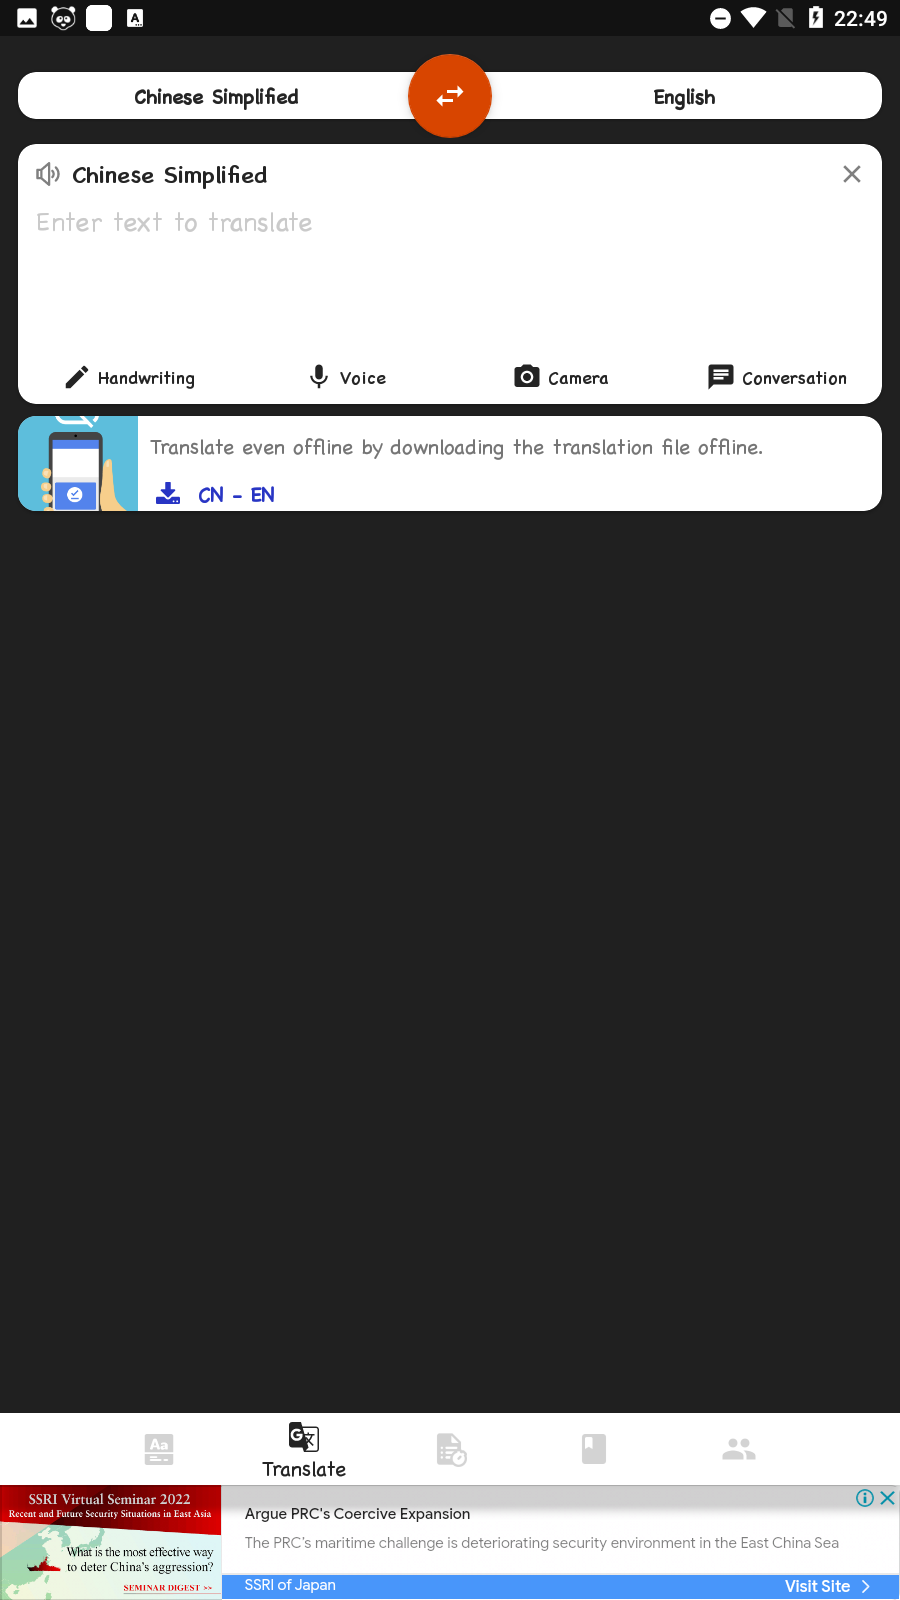 22:49
Chinese Simplified
English
Chinese Simplified
Enter text to translate
Handwriting
Voice
Camera
Conversation
Translate even offline by downloading the translation file offline.
CN - EN
Translate
SSRI Virtual Seminar 2022
Recent and Future Security Situations in East Asia
What is the most effective way
to deter China's aggression?
SEMINAR DIGEST >>
Argue PRC's Coercive Expansion
The PRC's maritime challenge is deteriorating security environment in the East China Sea
SSRI of Japan
Visit Site